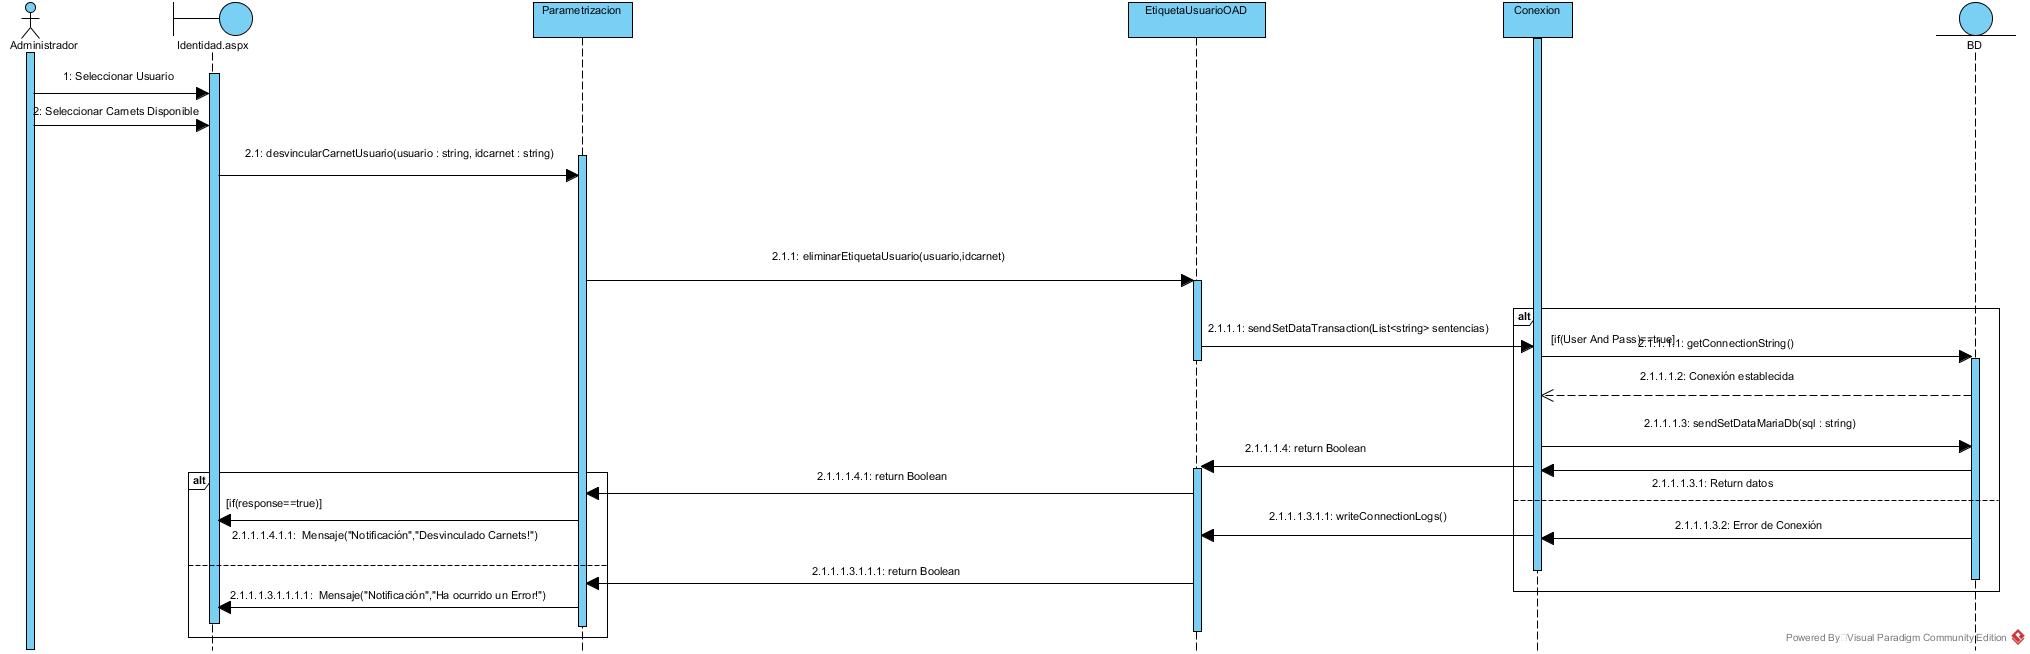 Administrador
Identidad.aspx
Parametrizacion
EtiquetaUsuarioOAD
Conexion
BD
1: Seleccionar Usuario
2: Seleccionar Carnets Disponible
2.1: desvincularCarnetUsuario(usuario : string, idcarnet : string)
2.1.1: eliminarEtiquetaUsuario(usuario,idcarnet)
alt
2.1.1.1: sendSetDataTransaction(List<string> sentencias)
[if(User And Pass)==true]
2.1.1.1.1: getConnectionString()
2.1.1.1.2: Conexión establecida
2.1.1.1.3: sendSetDataMariaDb(sql : string)
2.1.1.1.4: return Boolean
2.1.1.1.4.1: return Boolean
alt
2.1.1.1.3.1: Return datos
[if(response==true)]
2.1.1.1.3.1.1: writeConnectionLogs()
2.1.1.1.3.2: Error de Conexión
2.1.1.1.4.1.1: Mensaje("Notificación","Desvinculado Carnets!")
2.1.1.1.3.1.1.1: return Boolean
2.1.1.1.3.1.1.1.1: Mensaje("Notificación","Ha ocurrido un Error!")
Powered By Visual Paradigm Community Edition